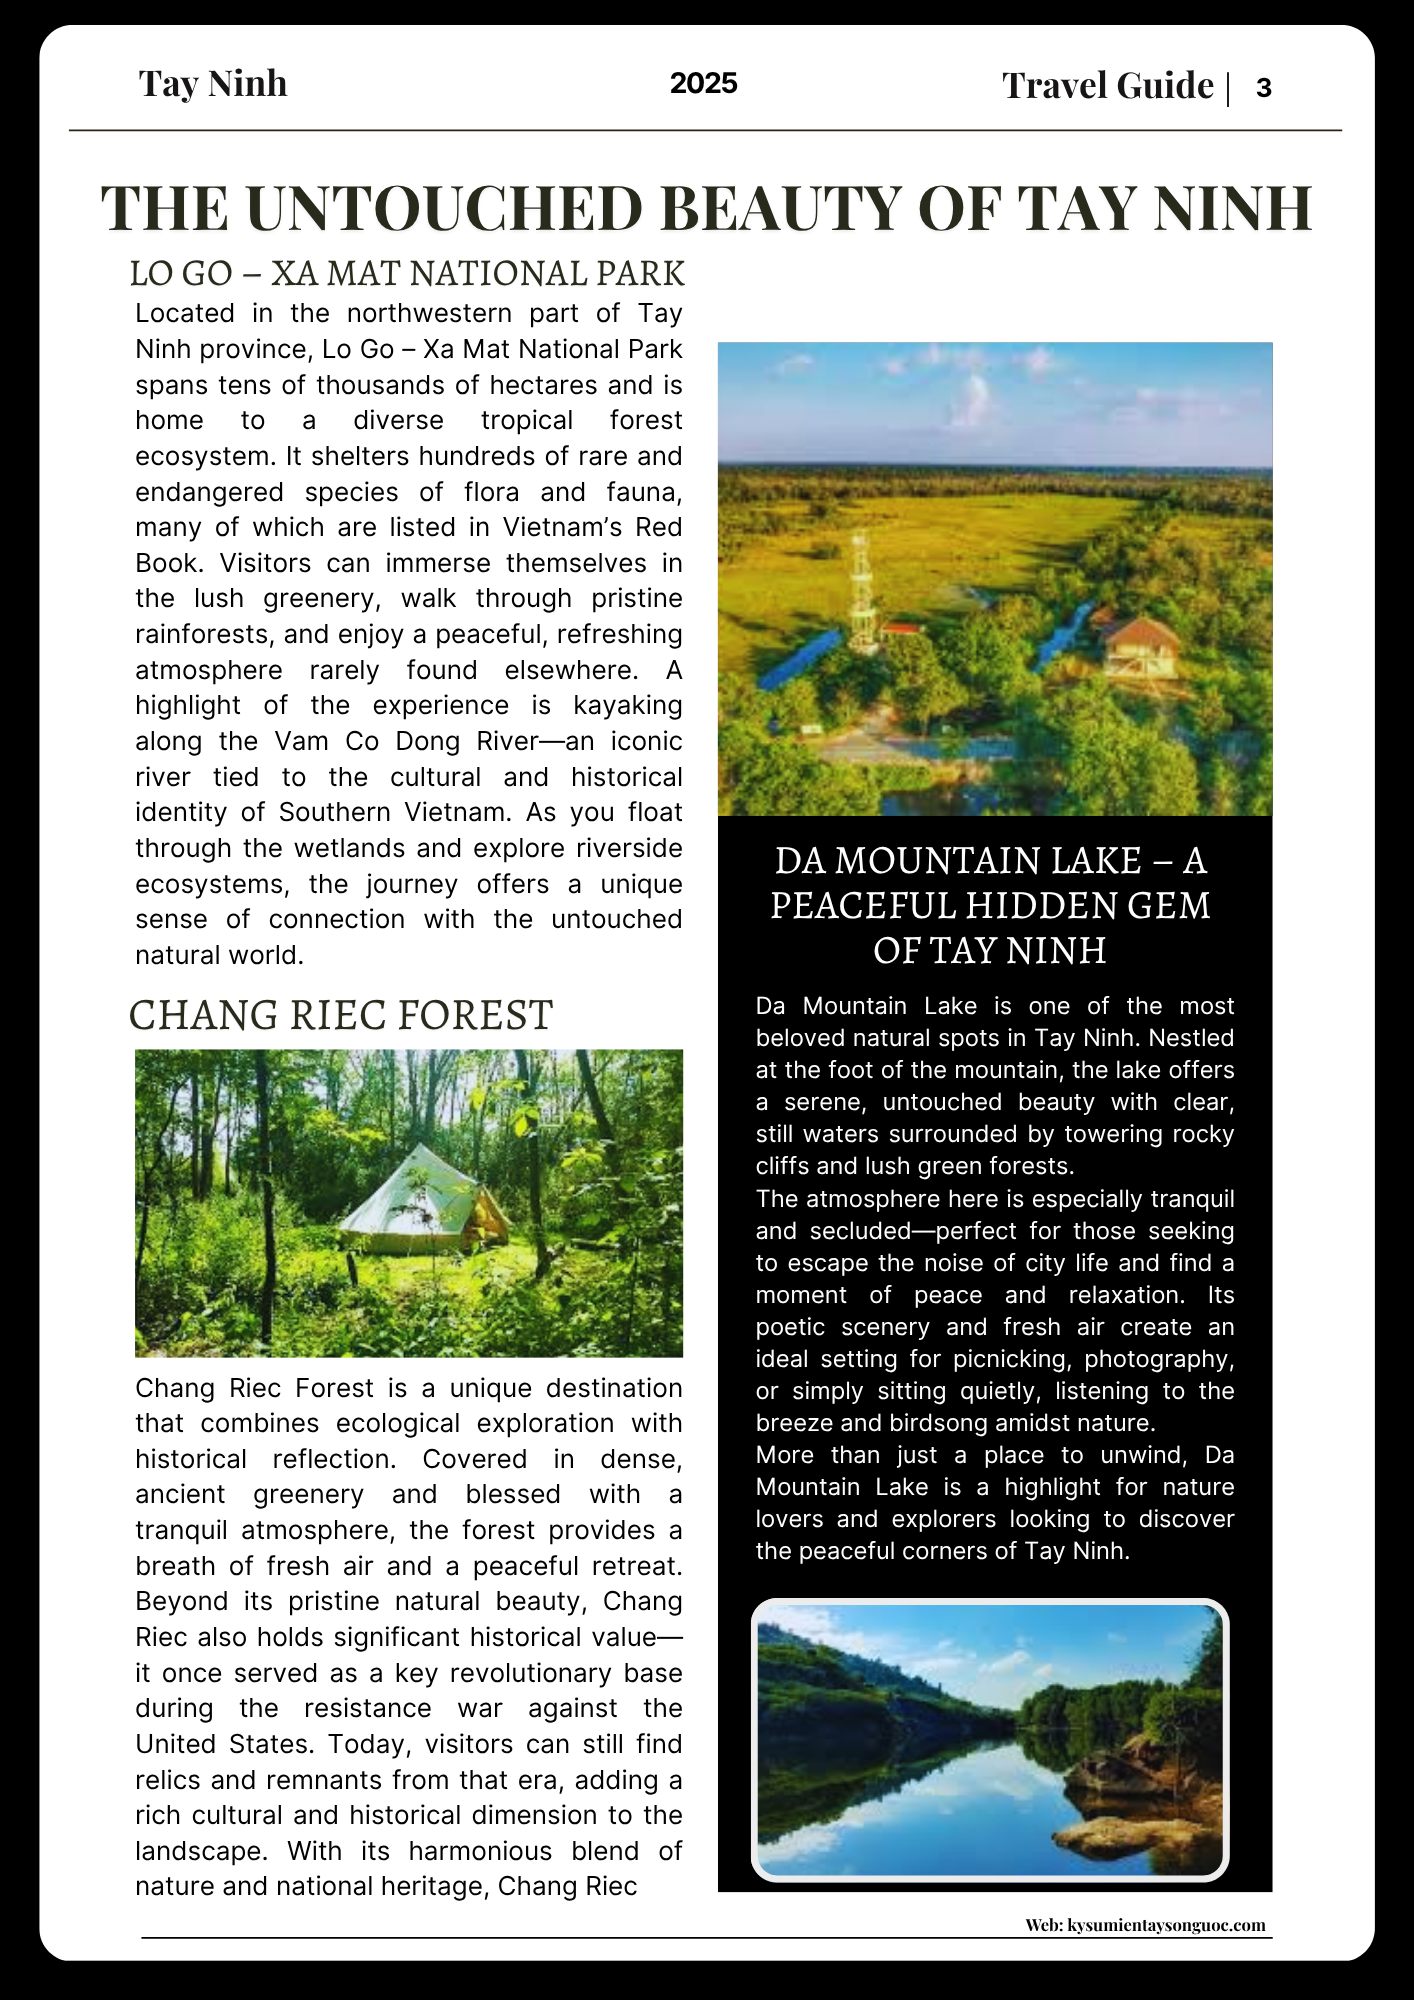 Tay Ninh
2025
Travel Guide | 3
THE UNTOUCHED BEAUTY OF TAY NINH
LO GO – XA MAT NATIONAL PARK
Located in the northwestern part of Tay
Ninh province, Lo Go – Xa Mat National Park
spans tens of thousands of hectares and is
home to a diverse tropical forest
ecosystem. It shelters hundreds of rare and
endangered species of flora and fauna,
many of which are listed in Vietnam’s Red
Book. Visitors can immerse themselves in
the lush greenery, walk through pristine
rainforests, and enjoy a peaceful, refreshing
atmosphere rarely found elsewhere. A
highlight of the experience is kayaking
along the Vam Co Dong River—an iconic
river tied to the cultural and historical
identity of Southern Vietnam. As you float
through the wetlands and explore riverside
ecosystems, the journey offers a unique
sense of connection with the untouched
natural world.
CHANG RIEC FOREST
Chang Riec Forest is a unique destination
that combines ecological exploration with
historical reflection. Covered in dense,
ancient greenery and blessed with a
tranquil atmosphere, the forest provides a
breath of fresh air and a peaceful retreat.
Beyond its pristine natural beauty, Chang
Riec also holds significant historical value—
it once served as a key revolutionary base
during the resistance war against the
United States. Today, visitors can still find
relics and remnants from that era, adding a
rich cultural and historical dimension to the
landscape. With its harmonious blend of
nature and national heritage, Chang Riec
DA MOUNTAIN LAKE – A
PEACEFUL HIDDEN GEM
OF TAY NINH
Da Mountain Lake is one of the most
beloved natural spots in Tay Ninh. Nestled
at the foot of the mountain, the lake offers
a serene, untouched beauty with clear,
still waters surrounded by towering rocky
cliffs and lush green forests.
The atmosphere here is especially tranquil
and secluded—perfect for those seeking
to escape the noise of city life and find a
moment of peace and relaxation. Its
poetic scenery and fresh air create an
ideal setting for picnicking, photography,
or simply sitting quietly, listening to the
breeze and birdsong amidst nature.
More than just a place to unwind, Da
Mountain Lake is a highlight for nature
lovers and explorers looking to discover
the peaceful corners of Tay Ninh.
Web: kysumientaysonguoc.com